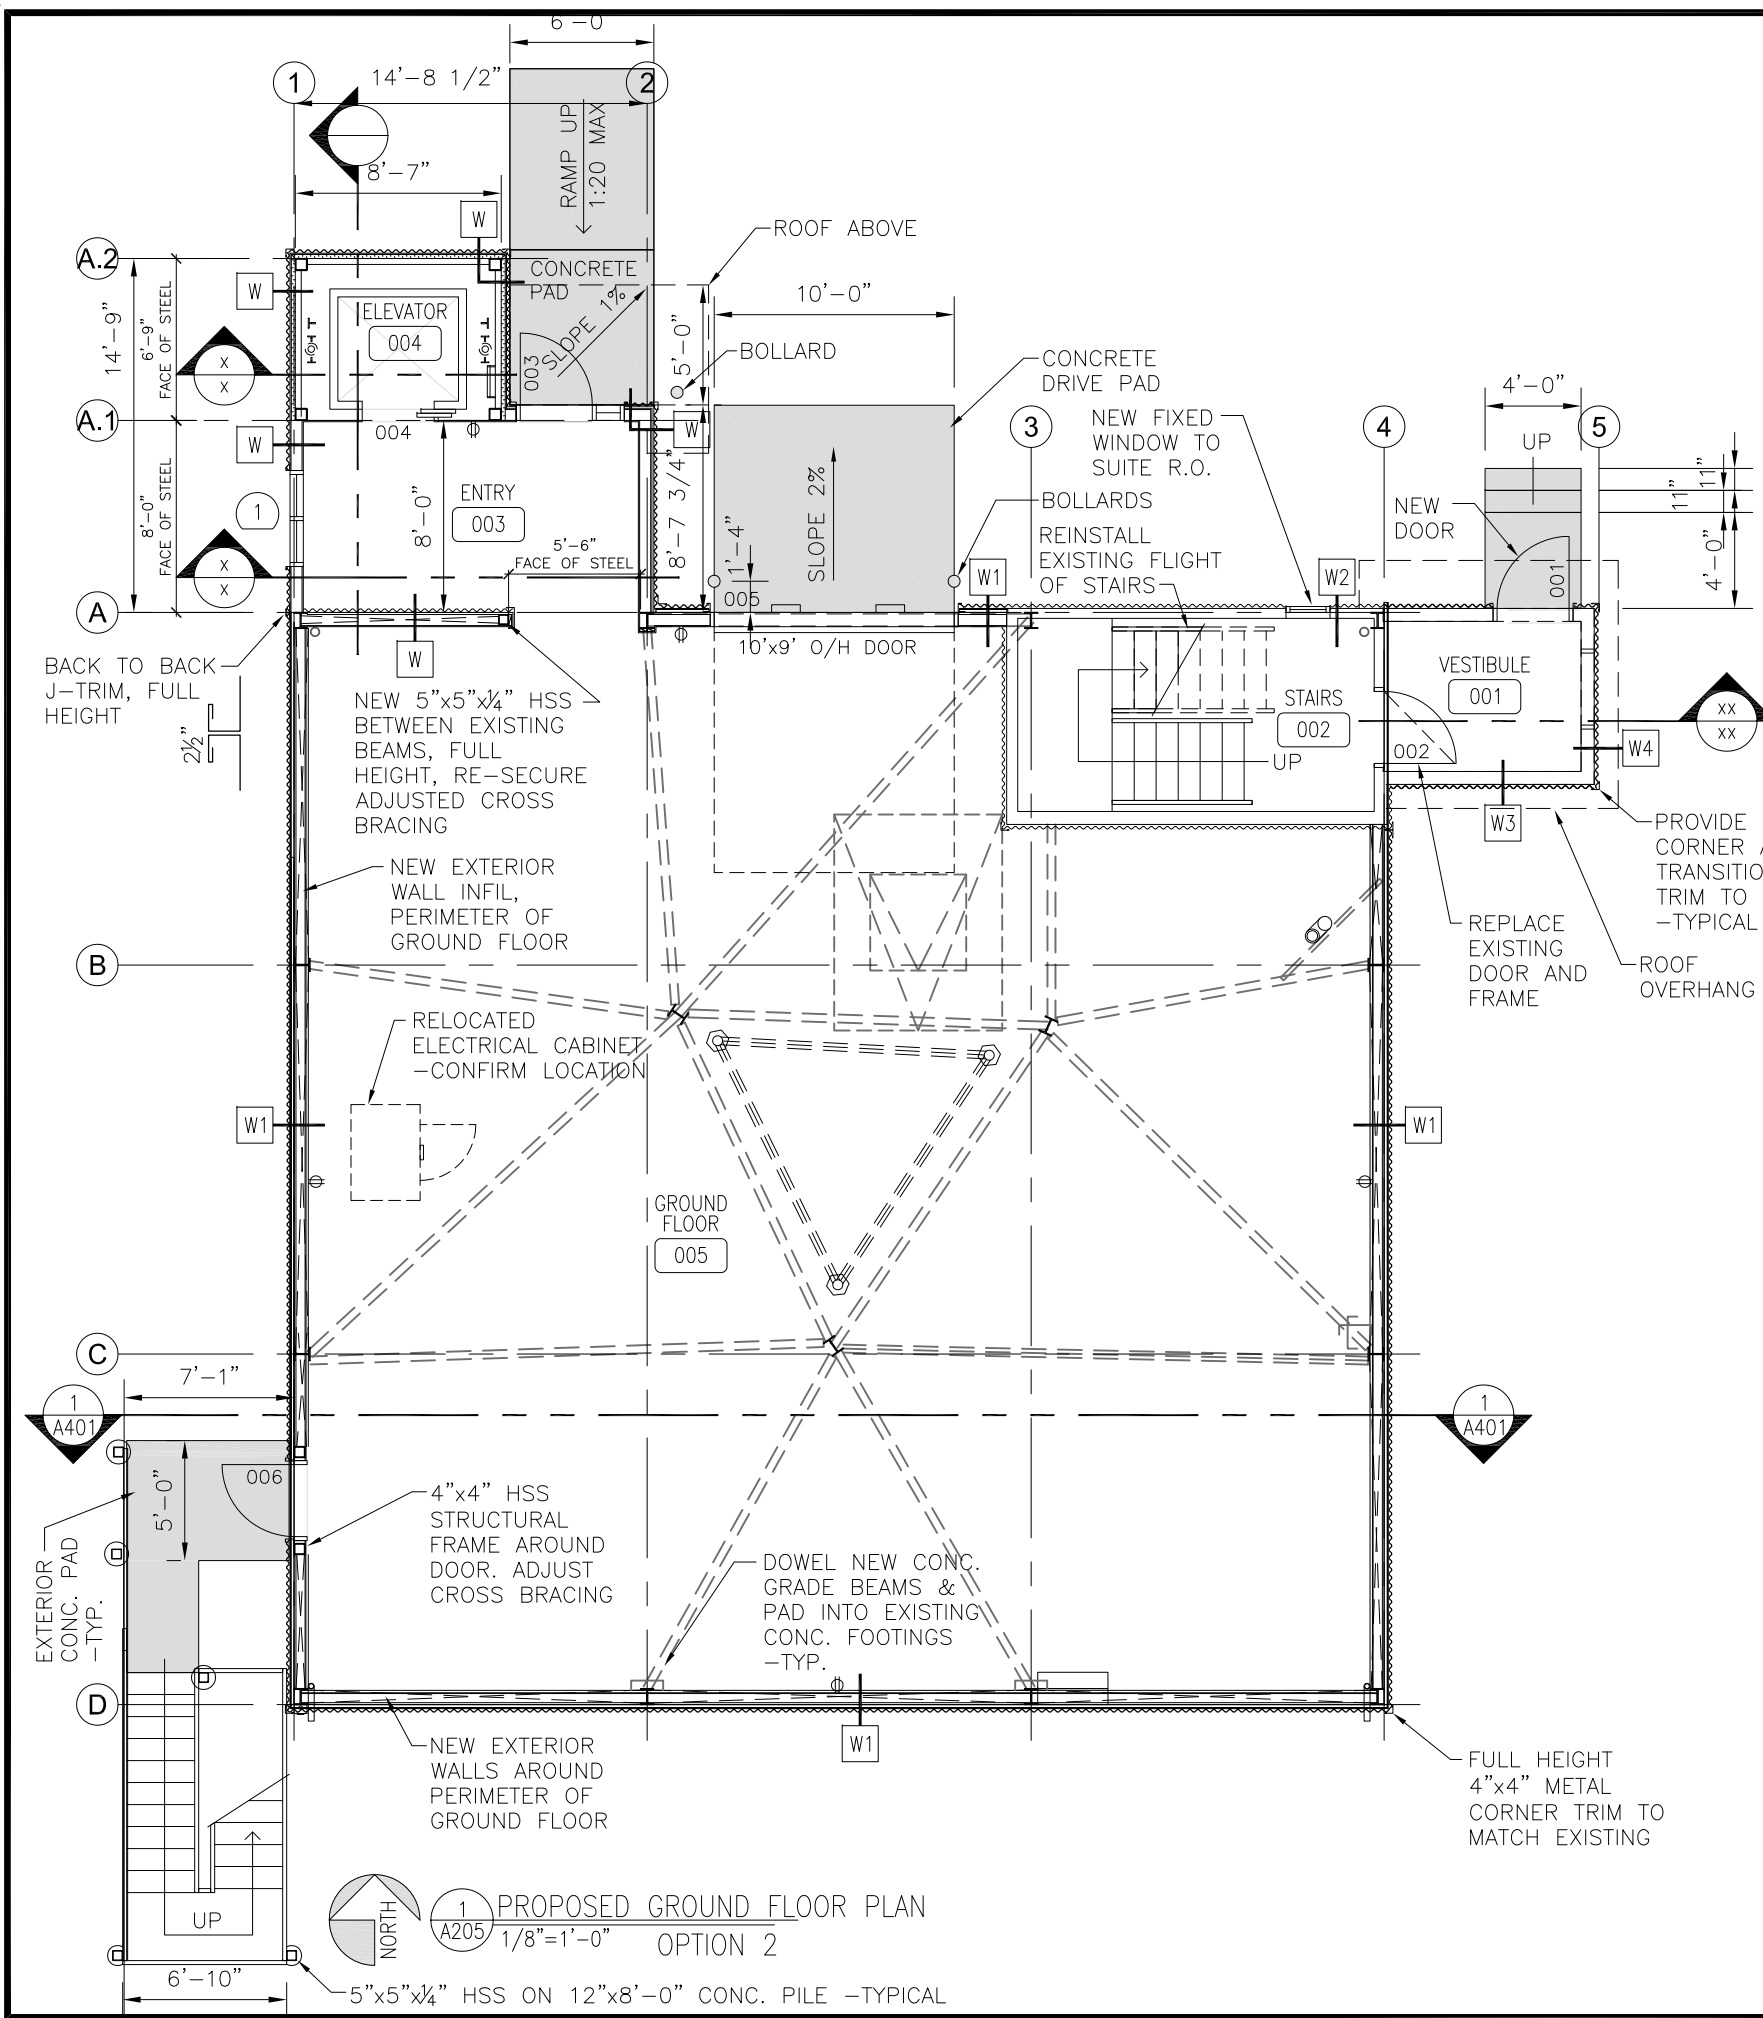 6'-0
1
14'-8 1/2"
2
8'-7"
RAMP UP
1:20 MAX
W
ROOF ABOVE
A.2
CONCRETE
PAD
SLOPE 1%
10'-0"
W
ELEVATOR
004
14'-9"
6'-9"
FACE OF STEEL
5'-0"
BOLLARD
CONCRETE
DRIVE PAD
X
X
003
4'-0"
NEW FIXED
WINDOW TO
SUITE R.O.
A.1
004
W
W
3
4
UP
5
11"
11"
8'-0"
FACE OF STEEL
1
ENTRY
003
8'-0"
8'-7 3/4"
SLOPE 2%
BOLLARDS
NEW
DOOR
5'-6"
FACE OF STEEL
1'-4"
REINSTALL
EXISTING FLIGHT
OF STAIRS
4'-0"
X
X
005
W1
W2
001
A
10'x9' O/H DOOR
W
BACK TO BACK
J-TRIM, FULL
HEIGHT
2½"
NEW 5"x5"x¼" HSS
BETWEEN EXISTING
BEAMS, FULL
HEIGHT, RE-SECURE
ADJUSTED CROSS
BRACING
STAIRS
002
UP
VESTIBULE
001
002
XX
XX
W4
W3
PROVIDE
CORNER
TRANSITIO
TRIM TO
-TYPICAL
NEW EXTERIOR
WALL INFIL,
PERIMETER OF
GROUND FLOOR
REPLACE
EXISTING
DOOR AND
FRAME
ROOF
OVERHANG
B
RELOCATED
ELECTRICAL CABINET
-CONFIRM LOCATION
W1
W1
GROUND
FLOOR
005
C
7'-1"
1
A401
1
A401
006
5'-0"
EXTERIOR
CONC. PAD
-TYP.
4"x4" HSS
STRUCTURAL
FRAME AROUND
DOOR. ADJUST
CROSS BRACING
DOWEL NEW CONC.
GRADE BEAMS &
PAD INTO EXISTING
CONC. FOOTINGS
-TYP.
D
W1
NEW EXTERIOR
WALLS AROUND
PERIMETER OF
GROUND FLOOR
FULL HEIGHT
4"x4" METAL
CORNER TRIM TO
MATCH EXISTING
UP
NORTH
1
A205
PROPOSED GROUND FLOOR PLAN
1/8"=1'-0"
OPTION 2
6'-10"
5"x5"x¼" HSS ON 12"x8'-0" CONC. PILE -TYPICAL